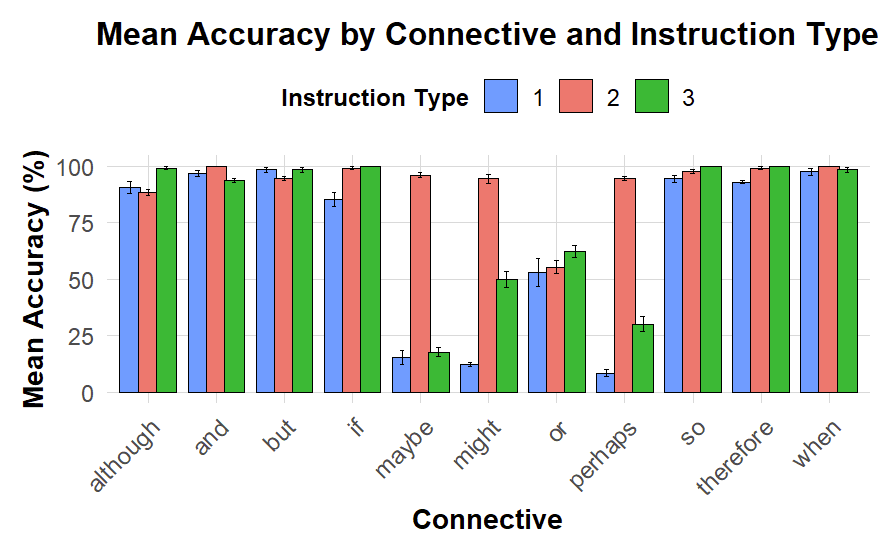 Mean Accuracy by Connective and Instruction Type
Instruction Type 1 2 3
Mean Accuracy (%)
100
75
50
25
0
although and but if maybe might or perhaps so therefore when
Connective